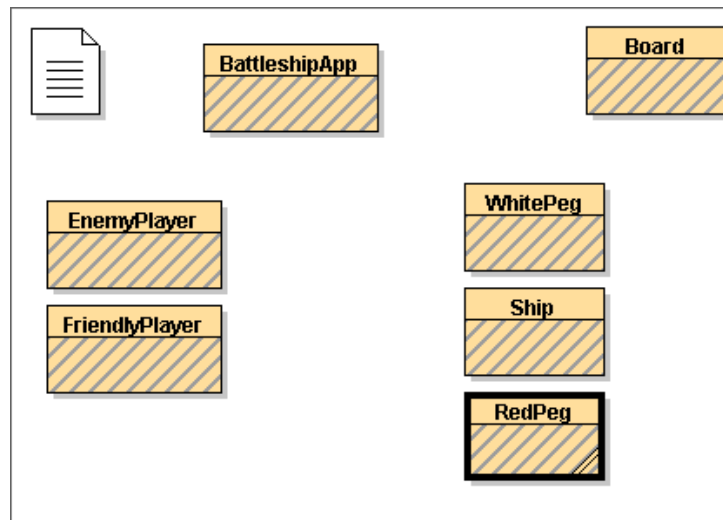 BattleshipApp
Board
EnemyPlayer
WhitePeg
FriendlyPlayer
Ship
RedPeg